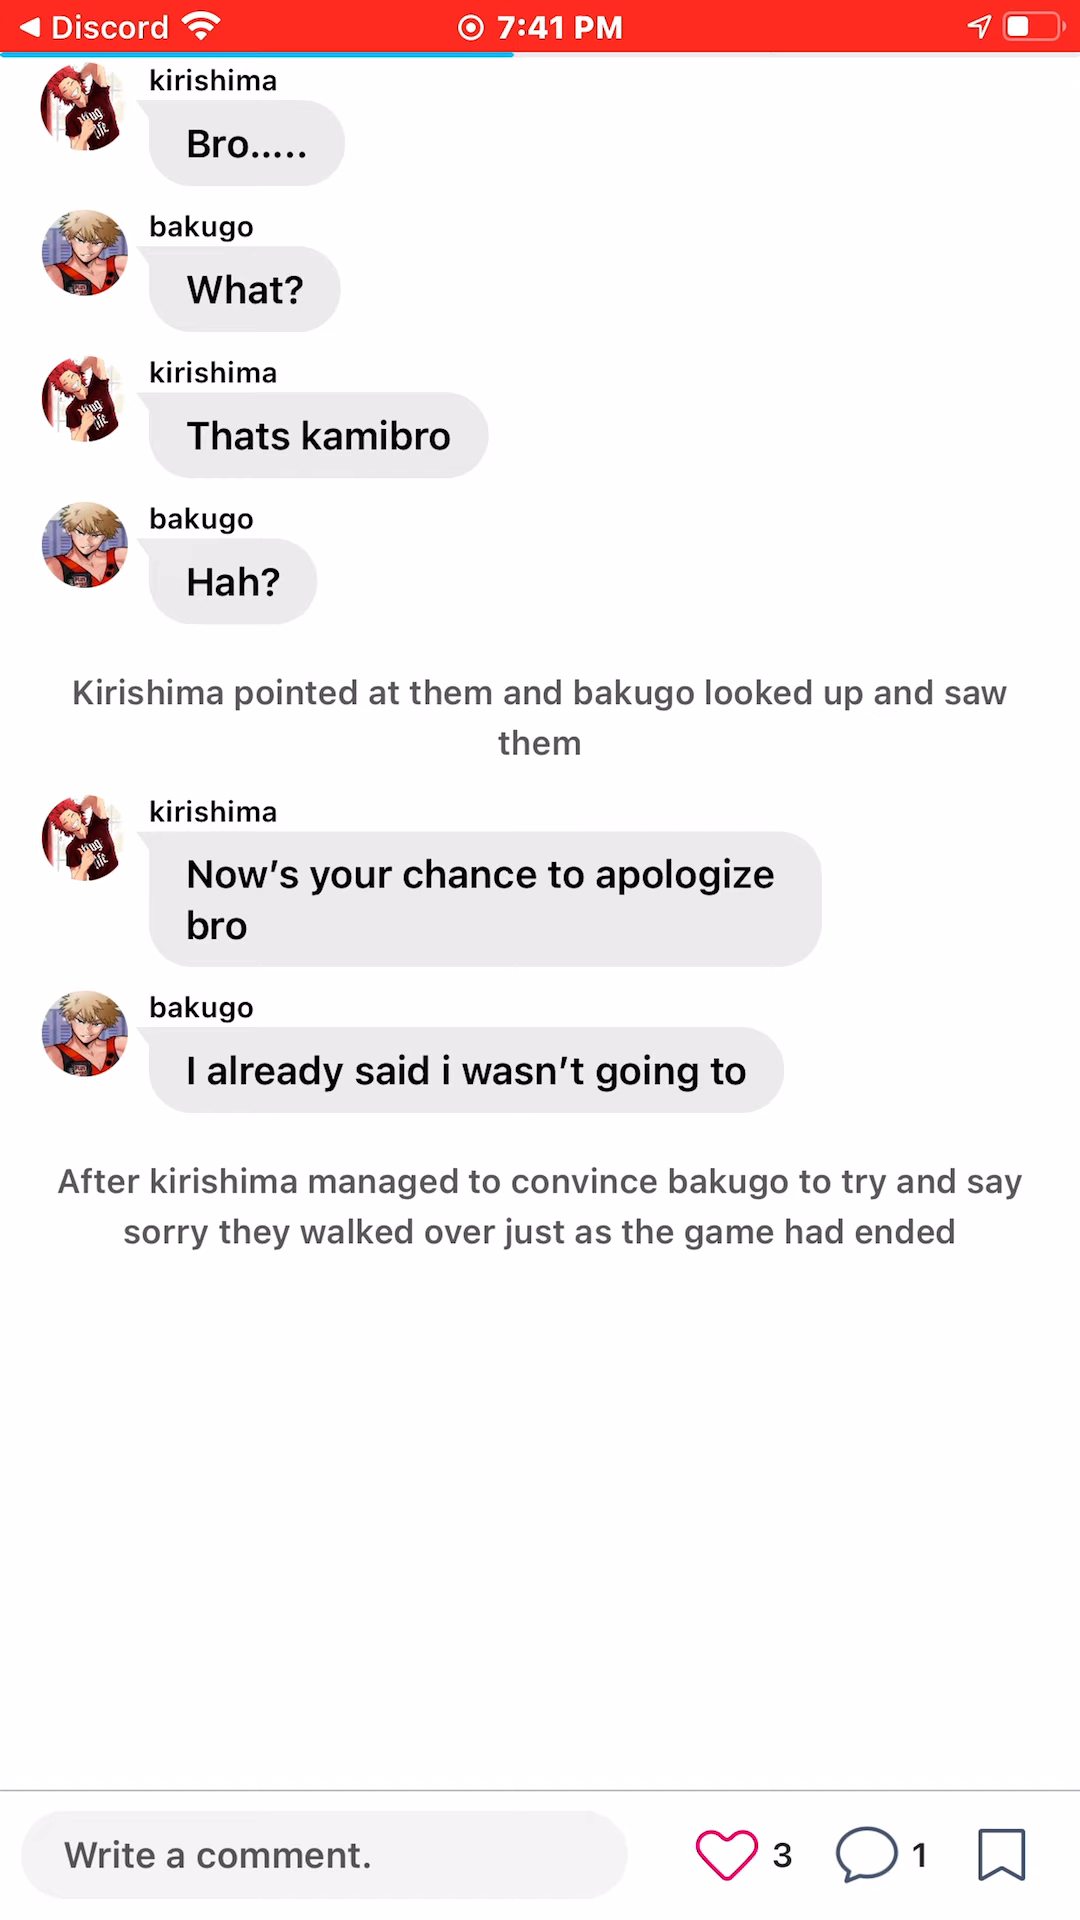 Discord 7:41 PM
kirishima
Bro.....
bakugo
What?
kirishima
Thats kamibro
bakugo
Hah?
Kirishima pointed at them and bakugo looked up and saw
them
kirishima
Now's your chance to apologize
bro
bakugo
I already said i wasn't going to
After kirishima managed to convince bakugo to try and say
sorry they walked over just as the game had ended
Write a comment. 3 1